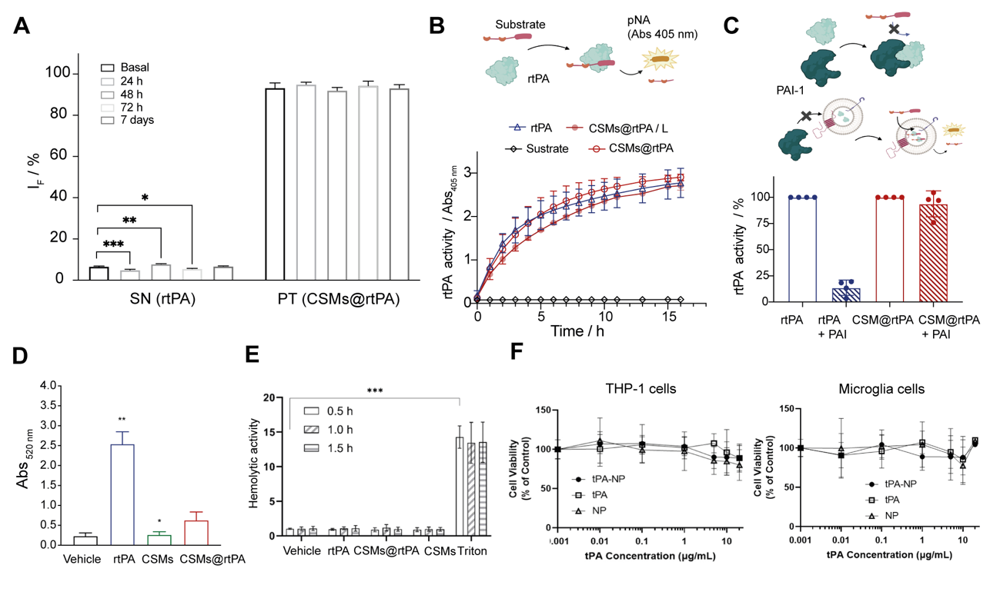 A
Basal
24 h
48 h
72 h
7 days
100
80
60
40
20
0
I F / %
*
**
***
SN (rtPA)
PT (CSMs@rtPA)
B
Substrate
rtPA
pNA
(Abs 405 nm)
rtPA
CSMs@rtPA / L
Sustrate
CSMs@rtPA
3
2
1
0
rtPA activity / Abs405 nm
0
5
10
15
Time / h
C
PAI-1
100
75
50
25
0
rtPA activity / %
rtPA
rtPA
+ PAI
CSM@rtPA
CSM@rtPA
+ PAI
D
4.0
3.5
3.0
2.5
2.0
1.5
1.0
0.5
0.0
Abs 520 nm
**
*
Vehicle
rtPA
CSMs
CSMs@rtPA
E
***
0.5 h
1.0 h
1.5 h
20
15
10
5
0
Hemolytic activity
Vehicle
rtPA
CSMs@rtPA
CSMs
Triton
F
THP-1 cells
150
100
50
0
Cell Viability
(% of Control)
tPA-NP
tPA
NP
0.001
0.01
0.1
1
10
tPA Concentration (µg/mL)
Microglia cells
150
100
50
0
Cell Viability
(% of Control)
tPA-NP
tPA
NP
0.001
0.01
0.1
1
10
tPA Concentration (µg/mL)